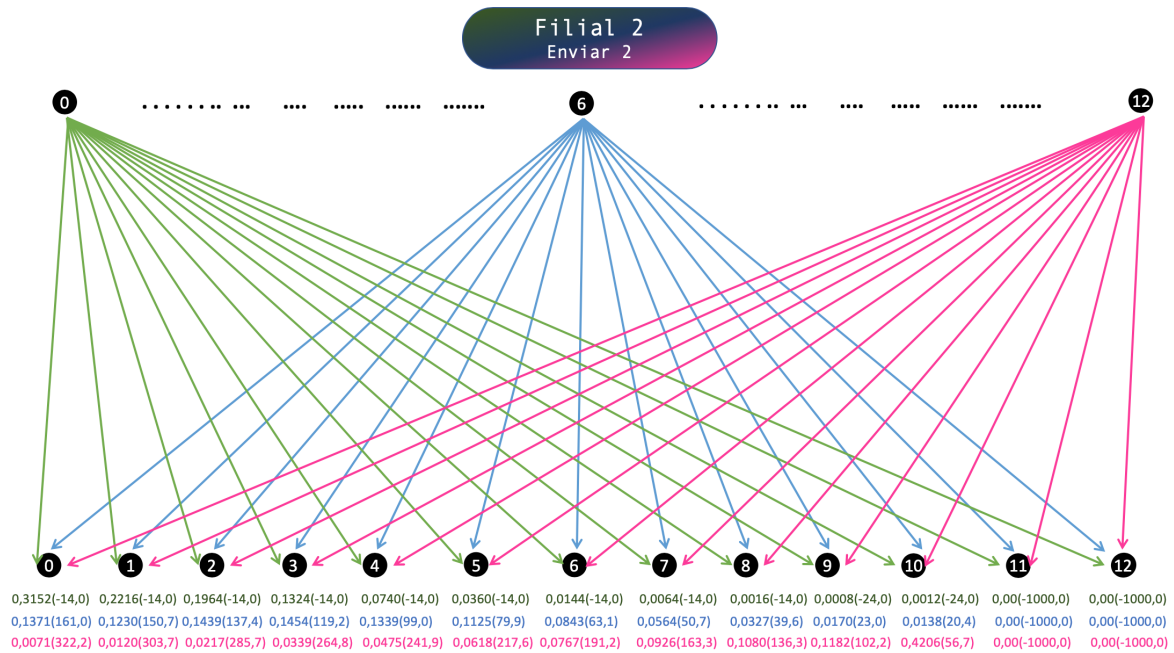 Filial 2
Enviar 2
0 6 12
0 1 2 3 4 5 6 7 8 9 10 11 12
0,3152(-14,0) 0,2216(-14,0) 0,1964(-14,0) 0,1324(-14,0) 0,0740(-14,0) 0,0360(-14,0) 0,0144(-14,0) 0,0064(-14,0) 0,0016(-14,0) 0,0008(-24,0) 0,0012(-24,0) 0,00(-1000,0) 0,00(-1000,0)
0,1371(161,0) 0,1230(150,7) 0,1439(137,4) 0,1454(119,2) 0,1339(99,0) 0,1125(79,9) 0,0843(63,1) 0,0564(50,7) 0,0327(39,6) 0,0170(23,0) 0,0138(20,4) 0,00(-1000,0) 0,00(-1000,0)
0,0071(322,2) 0,0120(303,7) 0,0217(285,7) 0,0339(264,8) 0,0475(241,9) 0,0618(217,6) 0,0767(191,2) 0,0926(163,3) 0,1080(136,3) 0,1182(102,2) 0,4206(56,7) 0,00(-1000,0) 0,00(-1000,0)